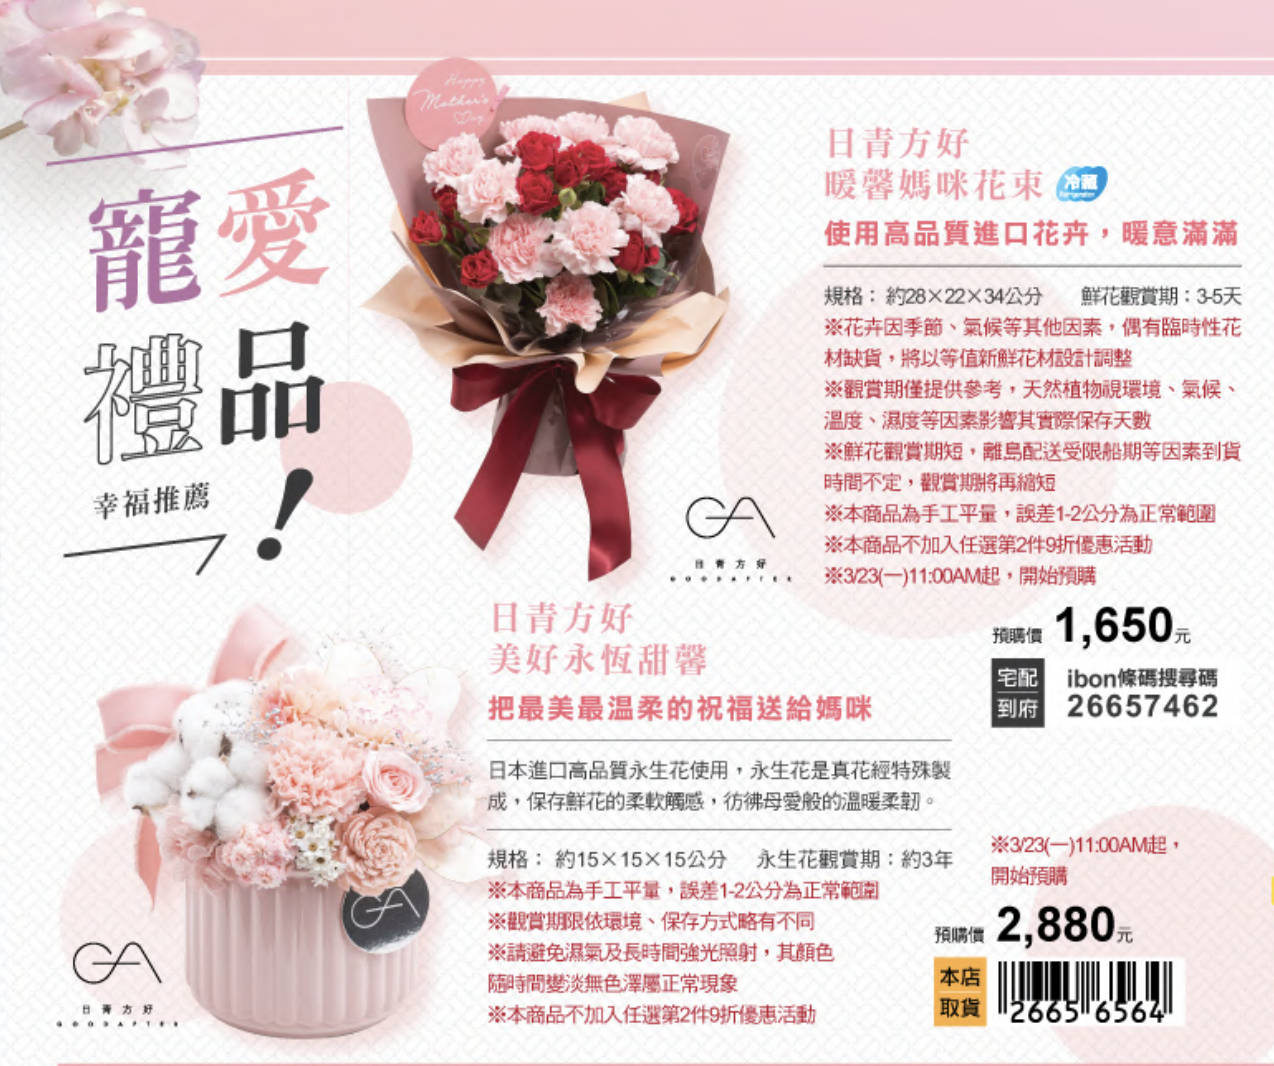 寵愛
禮品！
幸福推薦
Happy
Mother's
Day
日青方好
暖馨媽咪花束
冷藏
Refrigeration
使用高品質進口花卉，暖意滿滿
規格： 約28×22×34公分 鮮花觀賞期：3-5天
※花卉因季節、氣候等其他因素，偶有臨時性花
材缺貨，將以等值新鮮花材設計調整
※觀賞期僅提供參考，天然植物視環境、氣候、
溫度、濕度等因素影響其實際保存天數
※鮮花觀賞期短，離島配送受限船期等因素到貨
時間不定，觀賞期將再縮短
※本商品為手工平量，誤差1-2公分為正常範圍
※本商品不加入任選第2件9折優惠活動
※3/23(一)11:00AM起，開始預購
GA
日青方好
GOODAFTER
預購價 1,650元
宅配
到府
ibon條碼搜尋碼
26657462
日青方好
美好永恆甜馨
把最美最溫柔的祝福送給媽咪
日本進口高品質永生花使用，永生花是真花經特殊製
成，保存鮮花的柔軟觸感，彷彿母愛般的溫暖柔韌。
規格： 約15×15×15公分 永生花觀賞期：約3年
※本商品為手工平量，誤差1-2公分為正常範圍
※觀賞期限依環境、保存方式略有不同
※請避免濕氣及長時間強光照射，其顏色
隨時間變淡無色澤屬正常現象
※本商品不加入任選第2件9折優惠活動
GA
GA
日青方好
GOODAFTER
※3/23(一)11:00AM起，
開始預購
預購價 2,880元
本店
取貨
2665 6564